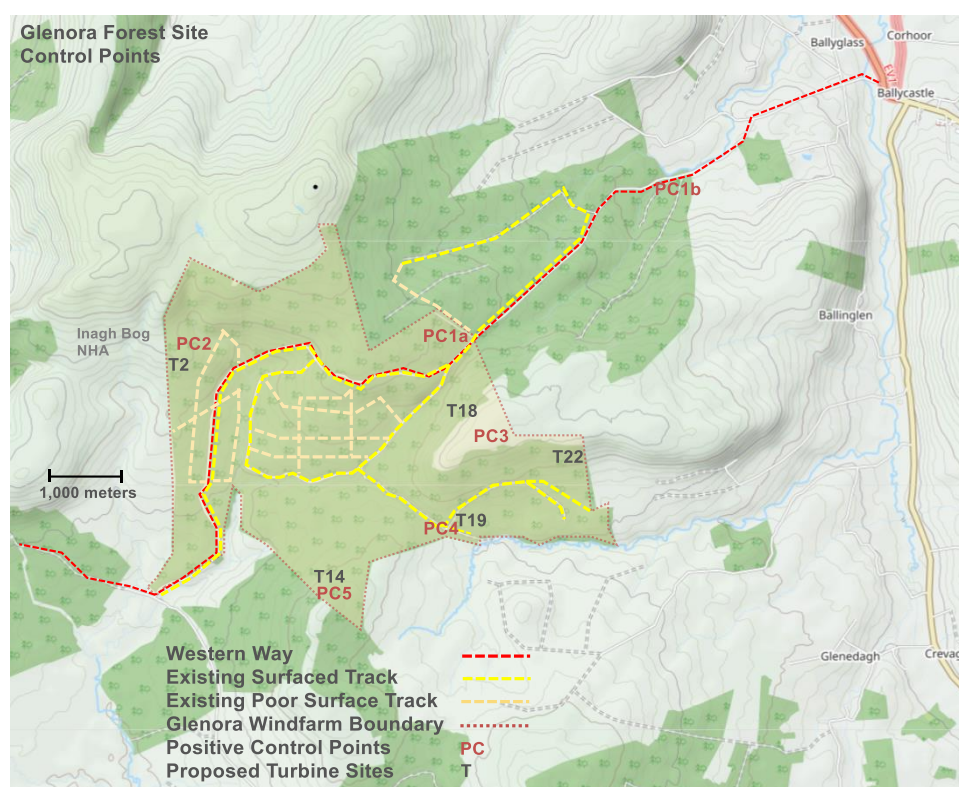 Glenora Forest Site
Control Points
Ballyglass
Corhoor
EV1
Ballycastle
PC1b
Ballinglen
Inagh Bog
NHA
PC2
T2
PC1a
T18
PC3
T22
1,000 meters
PC4
T19
T14
PC5
Glenedagh
Crevag
Western Way
Existing Surfaced Track
Existing Poor Surface Track
Glenora Windfarm Boundary
Positive Control Points PC
Proposed Turbine Sites T